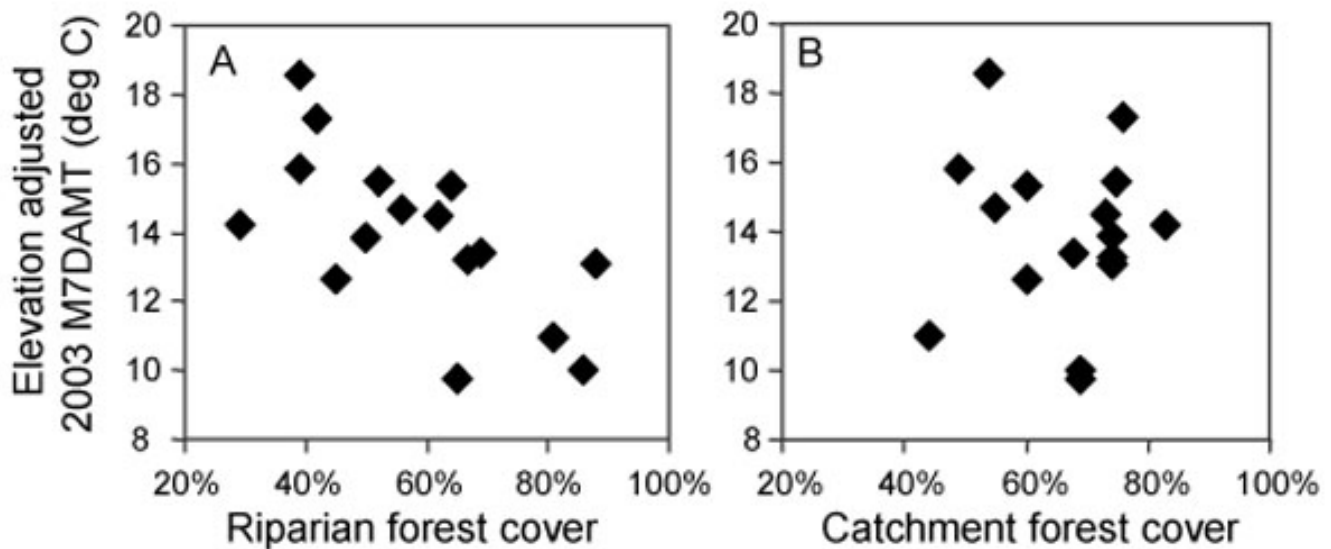 Elevation adjusted
2003 M7DAMT (deg C)
A
20
18
16
14
12
10
8
20% 40% 60% 80% 100%
Riparian forest cover
B
20
18
16
14
12
10
8
20% 40% 60% 80% 100%
Catchment forest cover